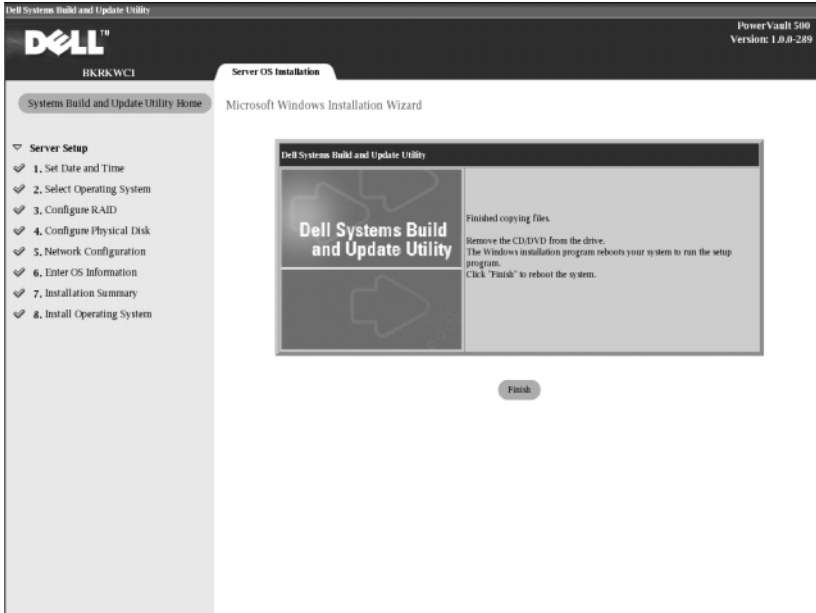 Dell Systems Build and Update Utility
DELL™
PowerVault 500
Version: 1.0.0-289
BKRKWC1
Server OS Installation
Systems Build and Update Utility Home
Microsoft Windows Installation Wizard
Server Setup
1. Set Date and Time
2. Select Operating System
3. Configure RAID
4. Configure Physical Disk
5. Network Configuration
6. Enter OS Information
7. Installation Summary
8. Install Operating System
Dell Systems Build and Update Utility
Dell Systems Build
and Update Utility
Finished copying files.
Remove the CD/DVD from the drive.
The Windows installation program reboots your system to run the setup
program.
Click "Finish" to reboot the system.
Finish